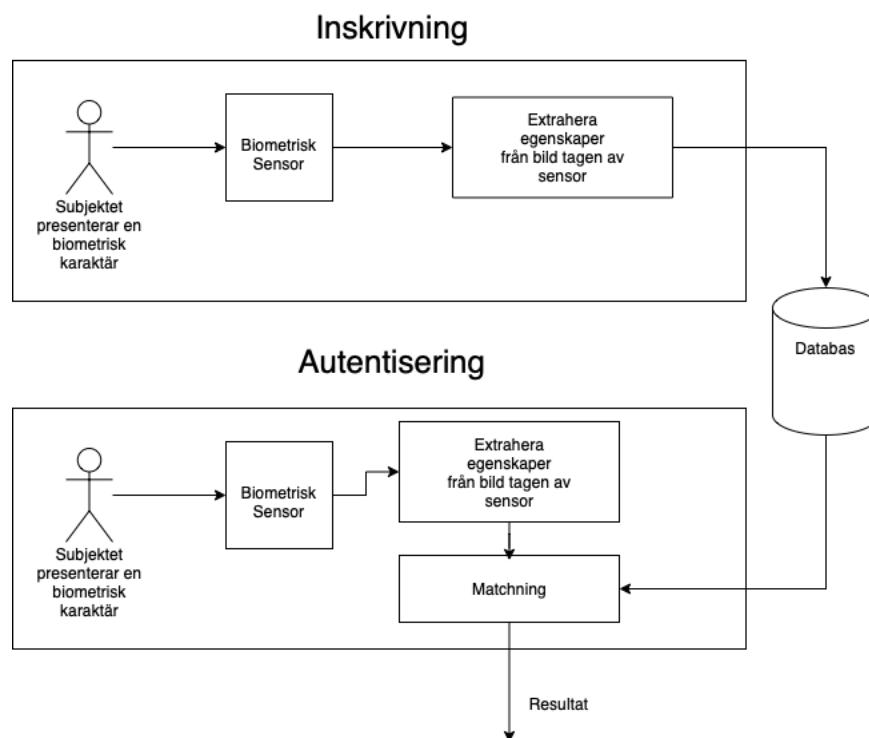 Inskrivning
Subjektet
presenterar en
biometrisk
karaktär
Biometrisk
Sensor
Extrahera
egenskaper
från bild tagen av
sensor
Databas
Autentisering
Subjektet
presenterar en
biometrisk
karaktär
Biometrisk
Sensor
Extrahera
egenskaper
från bild tagen av
sensor
Matchning
Resultat